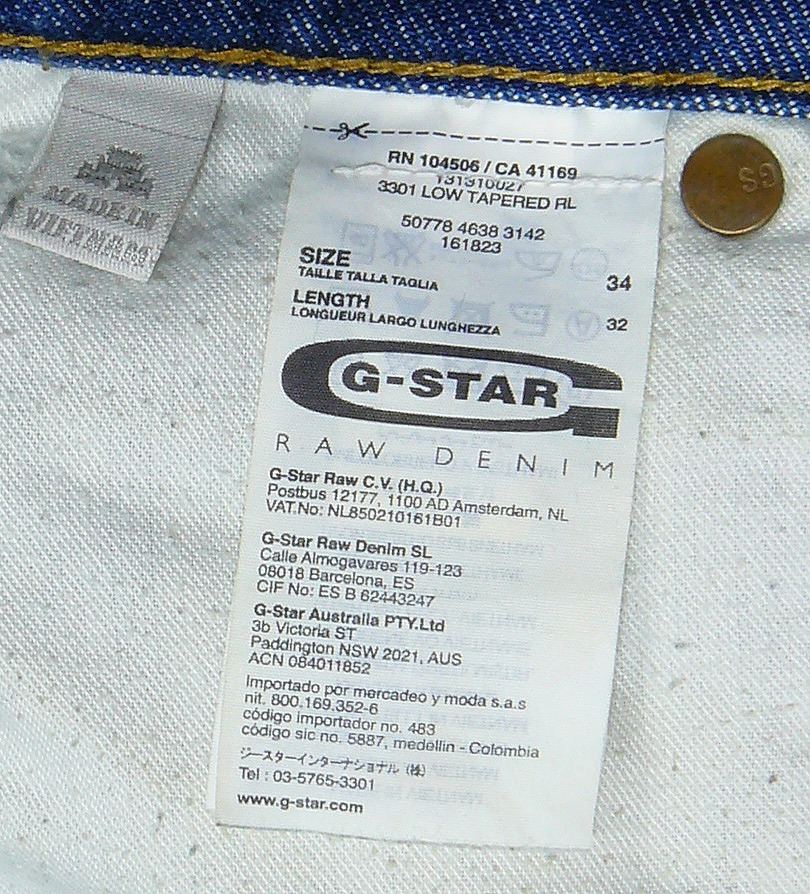 MADE IN
VIETNAM
RN 104506 / CA 41169
131310027
3301 LOW TAPERED RL
50778 4638 3142
161823
SIZE
TAILLE TALLA TAGLIA 34
LENGTH
LONGUEUR LARGO LUNGHEZZA 32
G-STAR
RAW DENIM
G-Star Raw C.V. (H.Q.)
Postbus 12177, 1100 AD Amsterdam, NL
VAT.No: NL850210161B01
G-Star Raw Denim SL
Calle Almogavares 119-123
08018 Barcelona, ES
CIF No: ES B 62443247
G-Star Australia PTY.Ltd
3b Victoria ST
Paddington NSW 2021, AUS
ACN 084011852
Importado por mercadeo y moda s.a.s
nit. 800.169.352-6
código importador no. 483
código sic no. 5887, medellin - Colombia
ジースターインターナショナル (株)
Tel : 03-5765-3301
www.g-star.com
GS